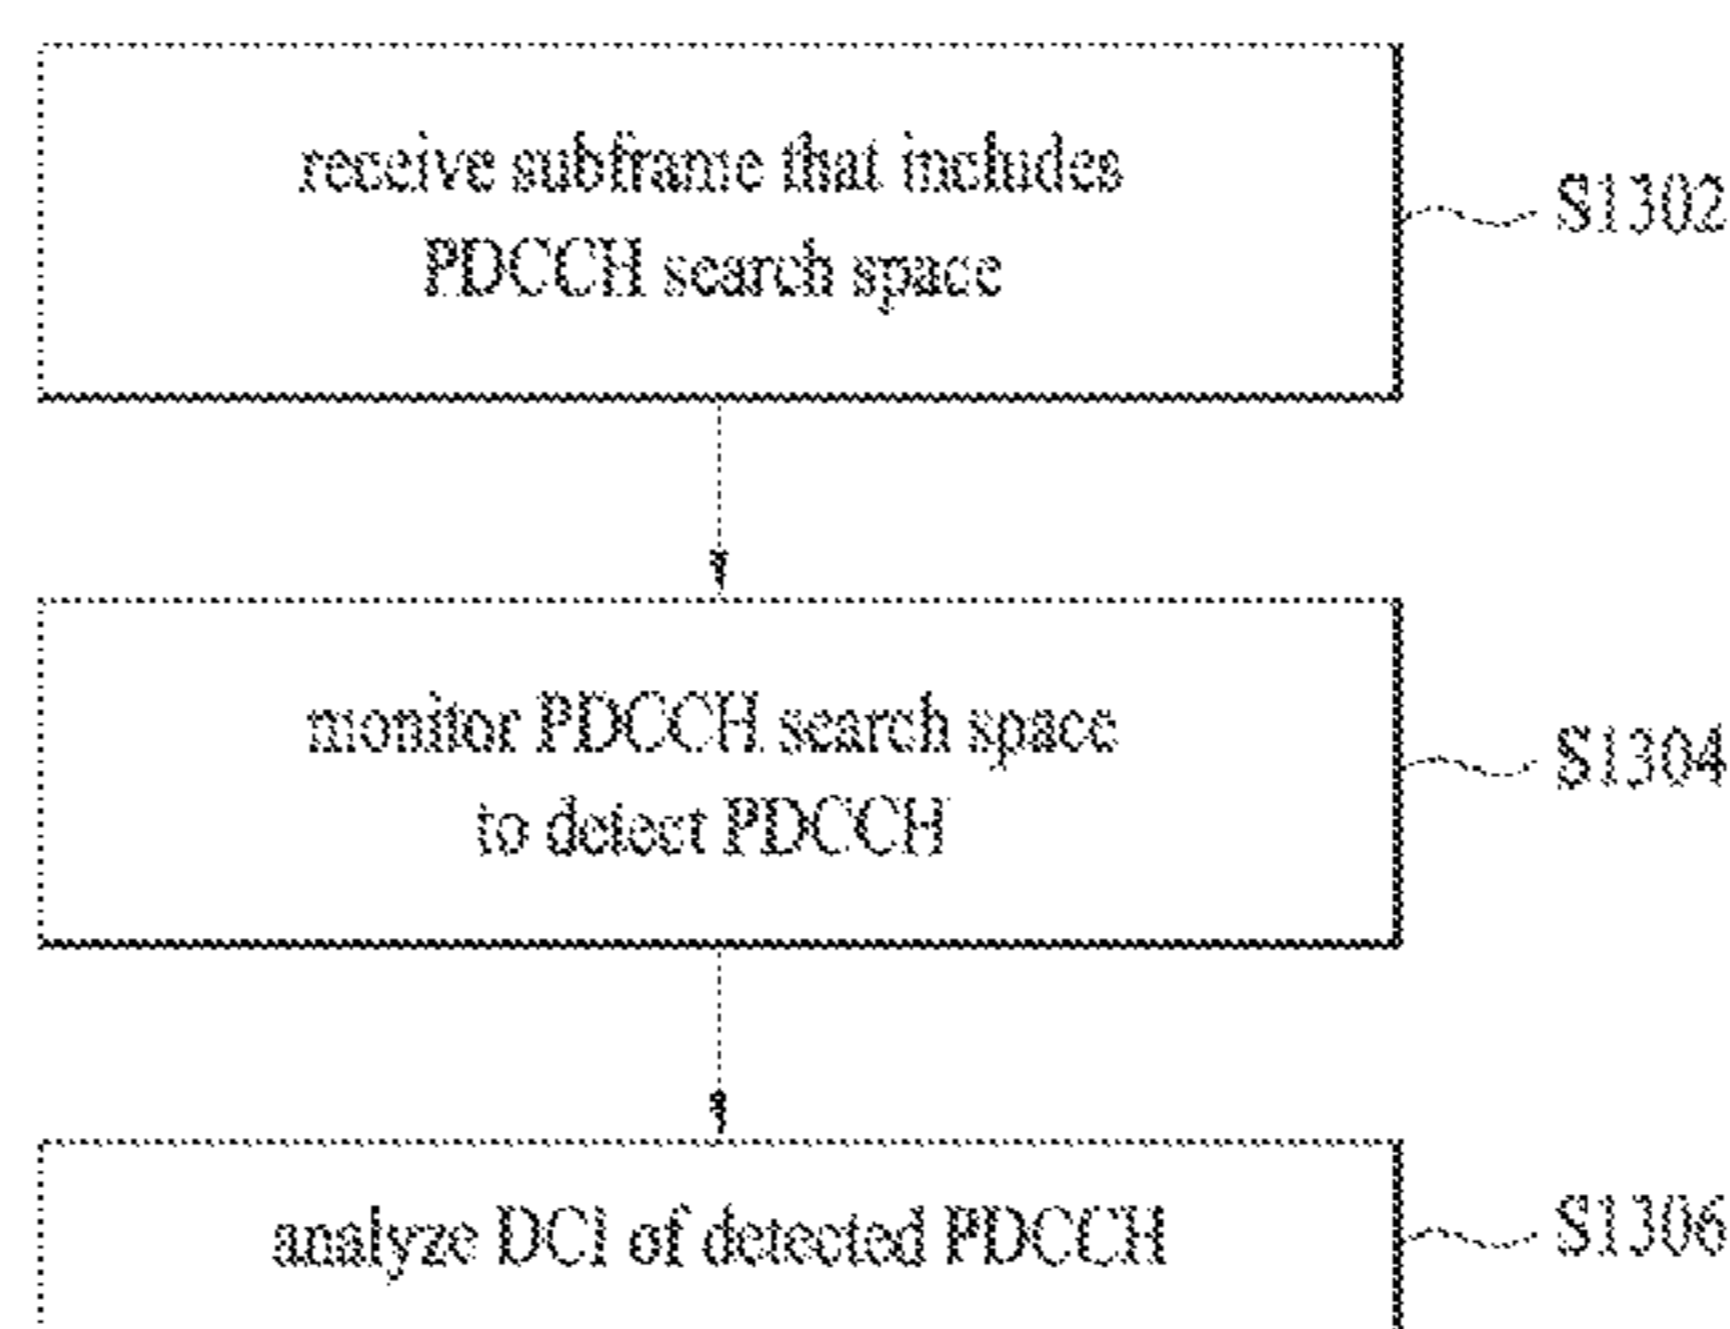 receive subframe that includes
PDCCH search space
S1302
monitor PDCCH search space
to detect PDCCH
S1304
analyze DCI of detected PDCCH
S1306